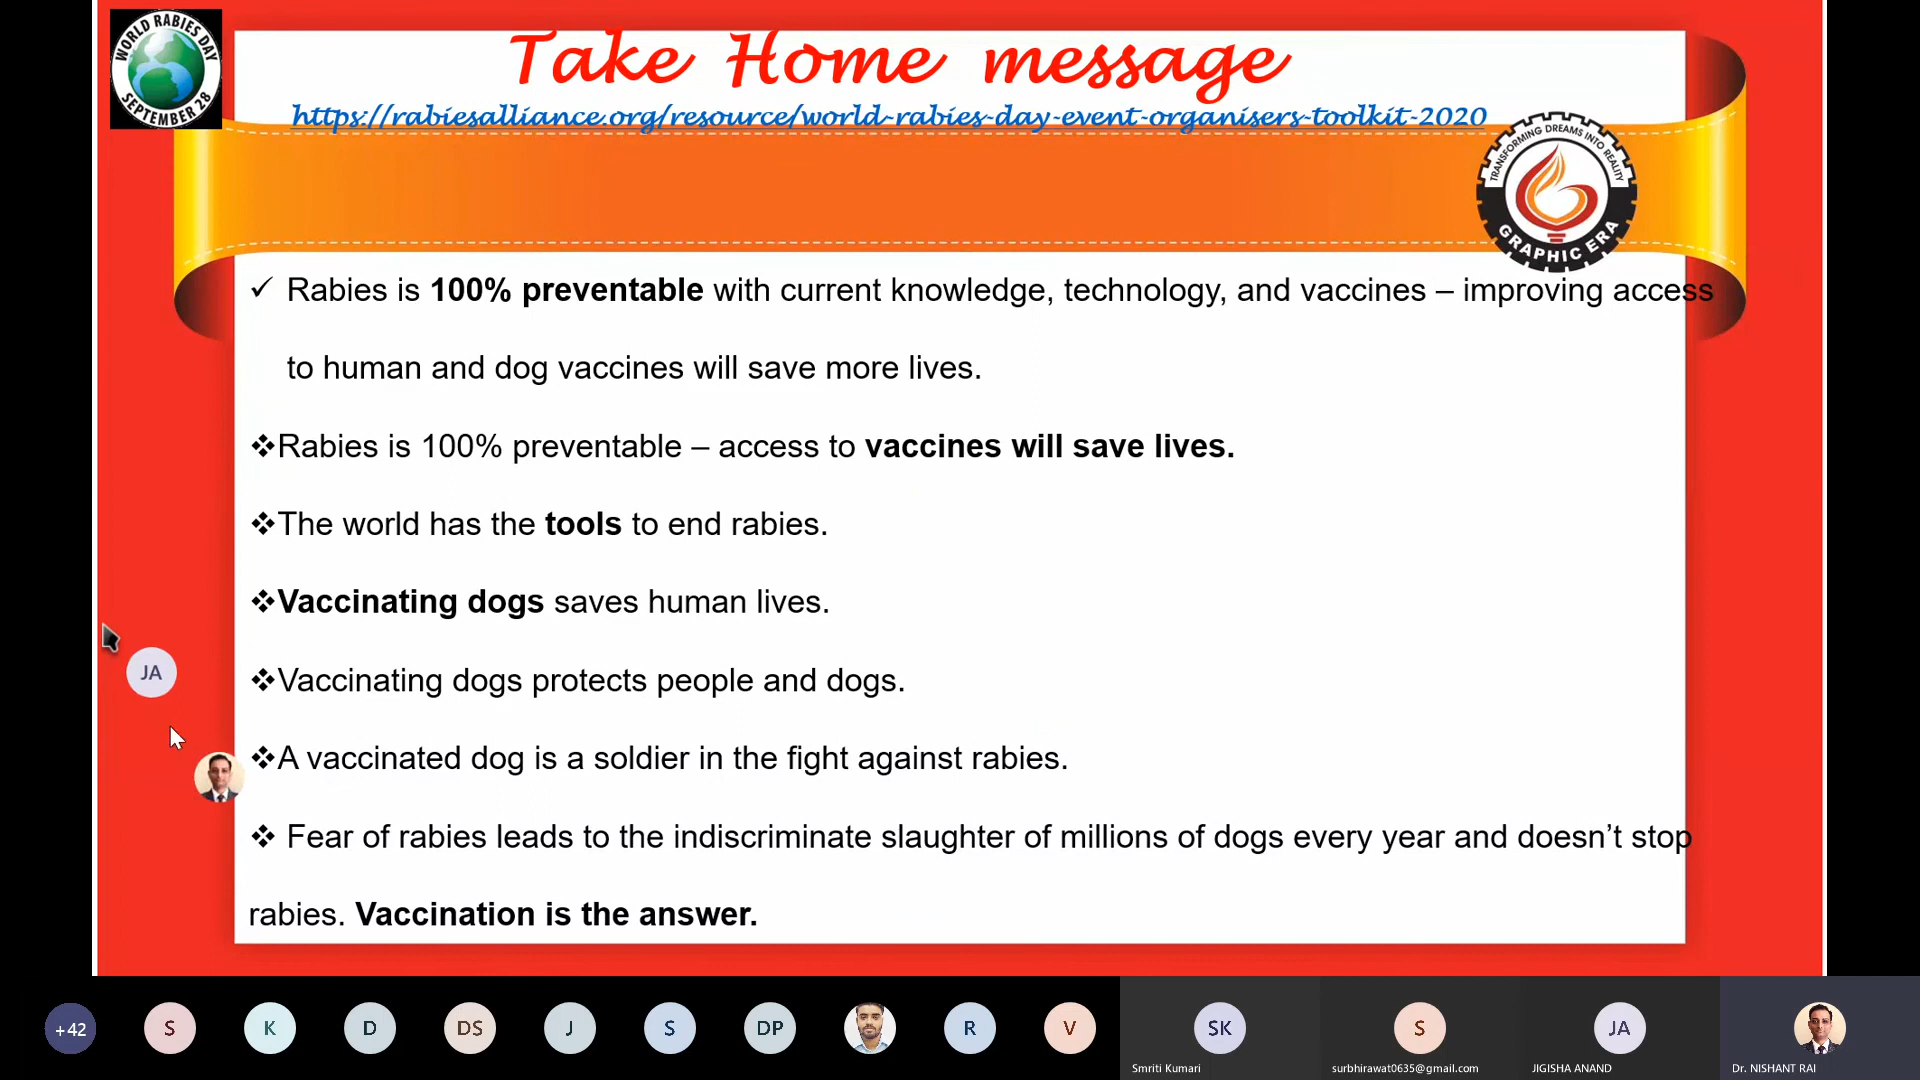 WORLD RABIES DAY
SEPTEMBER 28
Take Home message
https://rabiesalliance.org/resource/world-rabies-day-event-organisers-toolkit-2020
TRANSFORMING DREAMS INTO REALITY
GRAPHIC ERA
✓ Rabies is 100% preventable with current knowledge, technology, and vaccines – improving access
to human and dog vaccines will save more lives.
❖Rabies is 100% preventable – access to vaccines will save lives.
❖The world has the tools to end rabies.
❖Vaccinating dogs saves human lives.
❖Vaccinating dogs protects people and dogs.
JA
❖A vaccinated dog is a soldier in the fight against rabies.
❖ Fear of rabies leads to the indiscriminate slaughter of millions of dogs every year and doesn’t stop
rabies. Vaccination is the answer.
+42 S K D DS J S DP R V SK S JA
Smriti Kumari surbhirawat0635@gmail.com JIGISHA ANAND Dr. NISHANT RAI